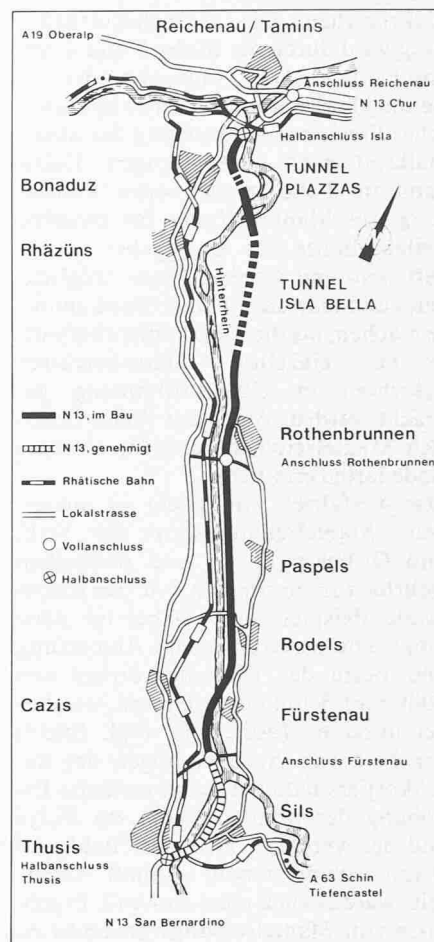 Reichenau / Tamins
A19 Oberalp
Anschluss Reichenau
N 13 Chur
Halbanschluss Isla
TUNNEL
PLAZZAS
Bonaduz
Rhäzüns
Hinterrhein
TUNNEL
ISLA BELLA
N 13, im Bau
N 13, genehmigt
Rhätische Bahn
Lokalstrasse
Vollanschluss
Halbanschluss
Rothenbrunnen
Anschluss Rothenbrunnen
Paspels
Rodels
Cazis
Fürstenau
Anschluss Fürstenau
Sils
Thusis
Halbanschluss
Thusis
A 63 Schin
Tiefencastel
N 13 San Bernardino